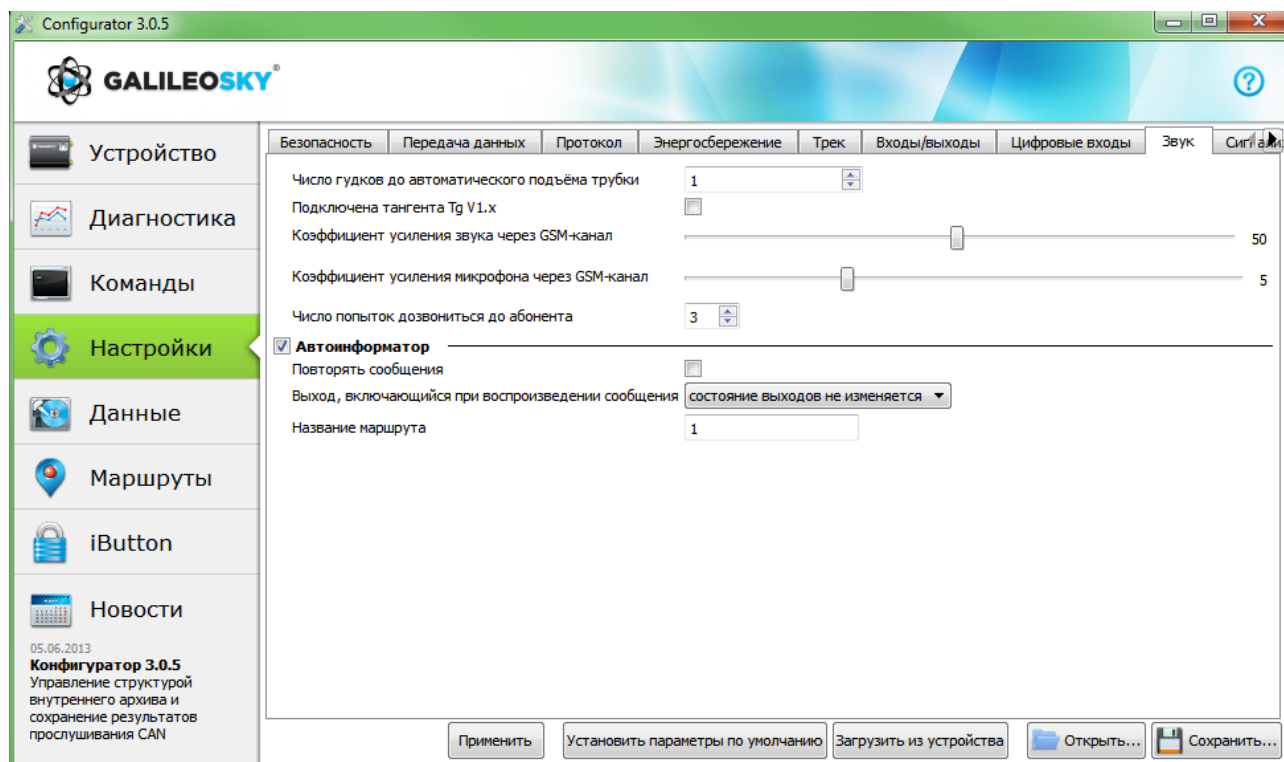 Configurator 3.0.5
GALILEOSKY®
Устройство
Диагностика
Команды
Настройки
Данные
Маршруты
iButton
Новости
05.06.2013
Конфигуратор 3.0.5
Управление структурой
внутреннего архива и
сохранение результатов
прослушивания CAN
Безопасность Передача данных Протокол Энергосбережение Трек Входы/выходы Цифровые входы Звук
Число гудков до автоматического подъёма трубки 1
Подключена тангента Tg V1.x
Коэффициент усиления звука через GSM-канал 50
Коэффициент усиления микрофона через GSM-канал 5
Число попыток дозвониться до абонента 3
Автоинформатор
Повторять сообщения
Выход, включающийся при воспроизведении сообщения состояние выходов не изменяется
Название маршрута 1
Применить Установить параметры по умолчанию Загрузить из устройства Открыть... Сохранить...